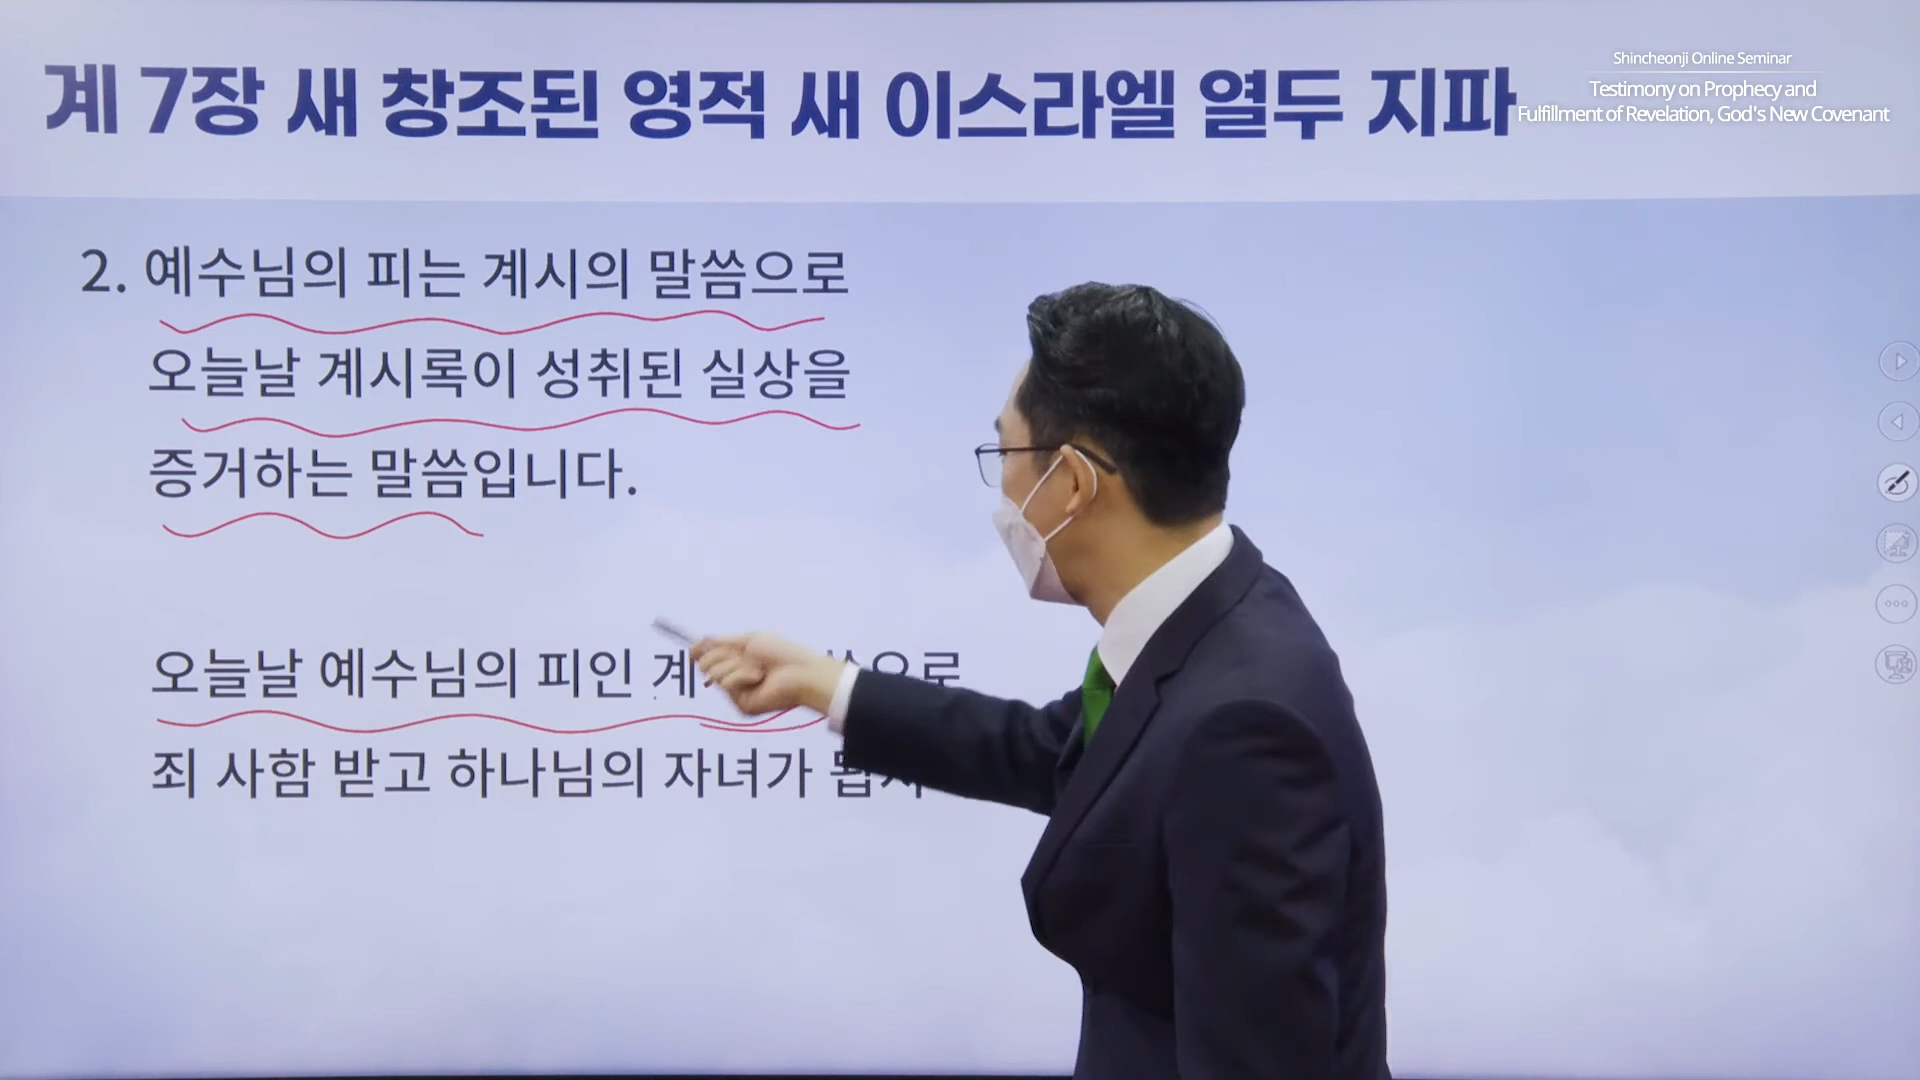 계 7장 새 창조된 영적 새 이스라엘 열두 지파
Shincheonji Online Seminar
Testimony on Prophecy and
Fulfillment of Revelation, God's New Covenant
2. 예수님의 피는 계시의 말씀으로
오늘날 계시록이 성취된 실상을
증거하는 말씀입니다.
오늘날 예수님의 피인
죄 사함 받고 하나님의 자녀가